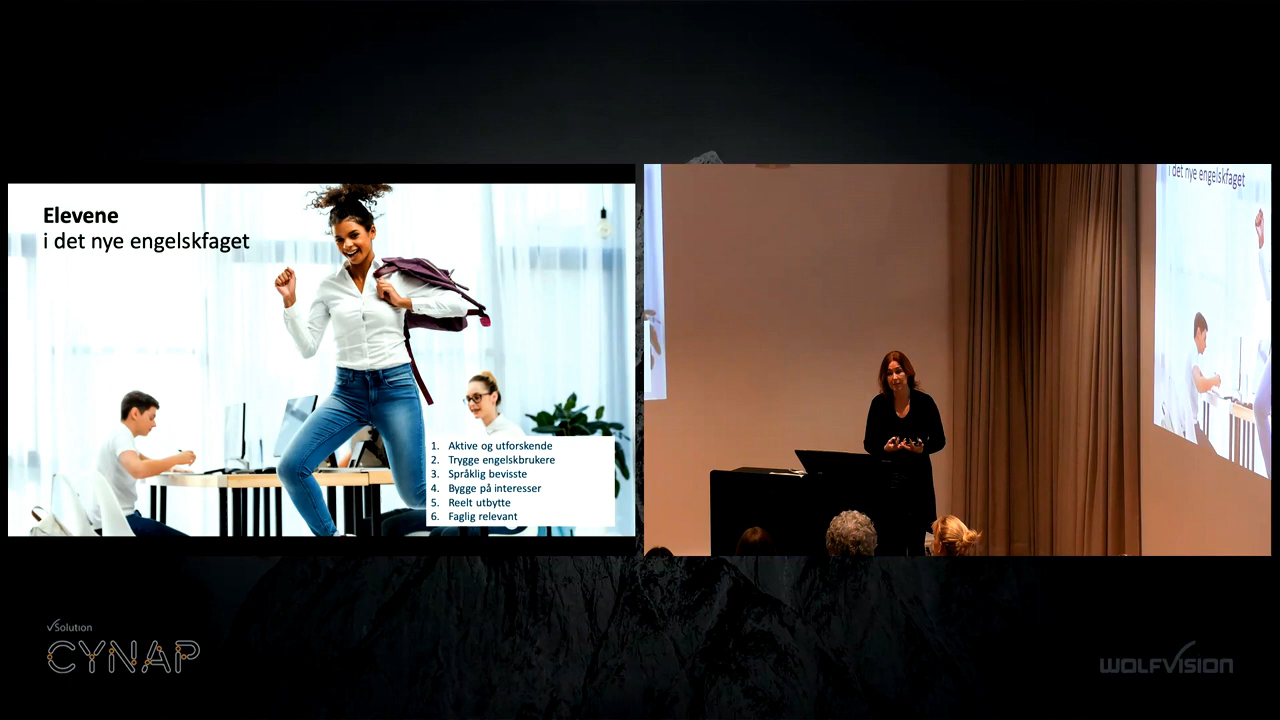 Elevene
i det nye engelskfaget
1. Aktive og utforskende
2. Trygge engelskbrukere
3. Språklig bevisste
4. Bygge på interesser
5. Reelt utbytte
6. Faglig relevant
i det nye engelskfaget
vSolution
CYNAP
WOLFVISION